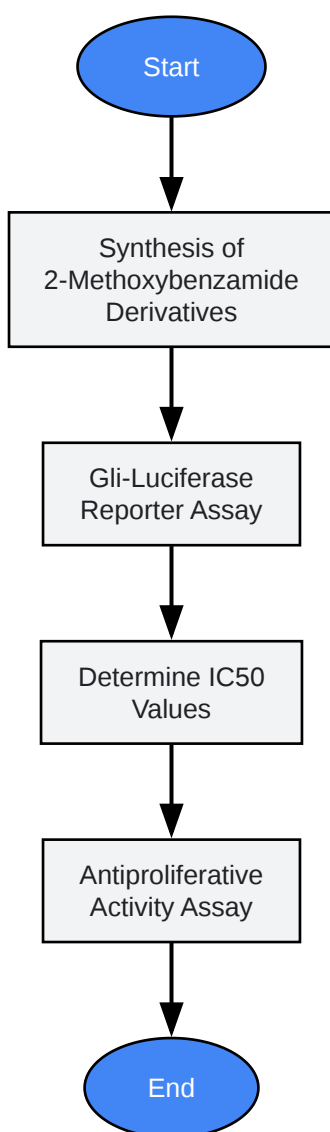 Start
Synthesis of
2-Methoxybenzamide
Derivatives
Gli-Luciferase
Reporter Assay
Determine IC50
Values
Antiproliferative
Activity Assay
End